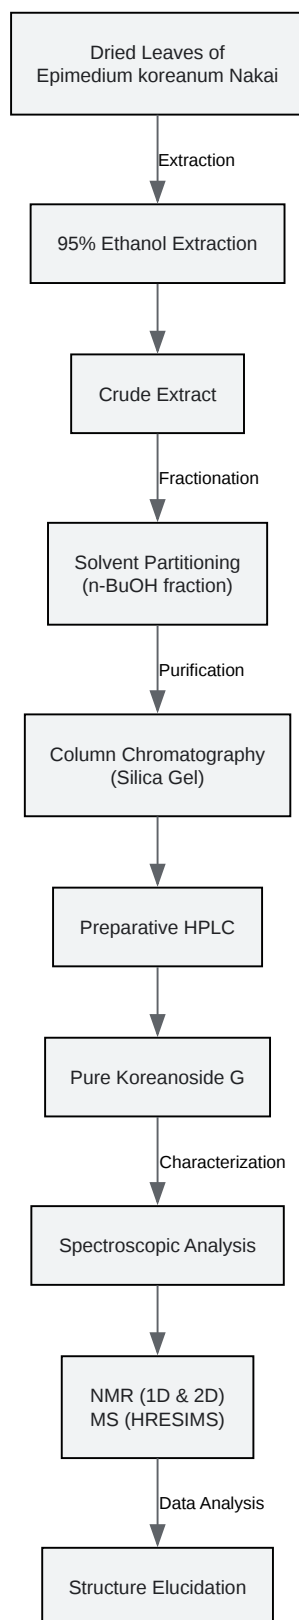 Dried Leaves of
Epimedium koreanum Nakai
Extraction
95% Ethanol Extraction
Crude Extract
Fractionation
Solvent Partitioning
(n-BuOH fraction)
Purification
Column Chromatography
(Silica Gel)
Preparative HPLC
Pure Koreanoside G
Characterization
Spectroscopic Analysis
NMR (1D & 2D)
MS (HRESIMS)
Data Analysis
Structure Elucidation